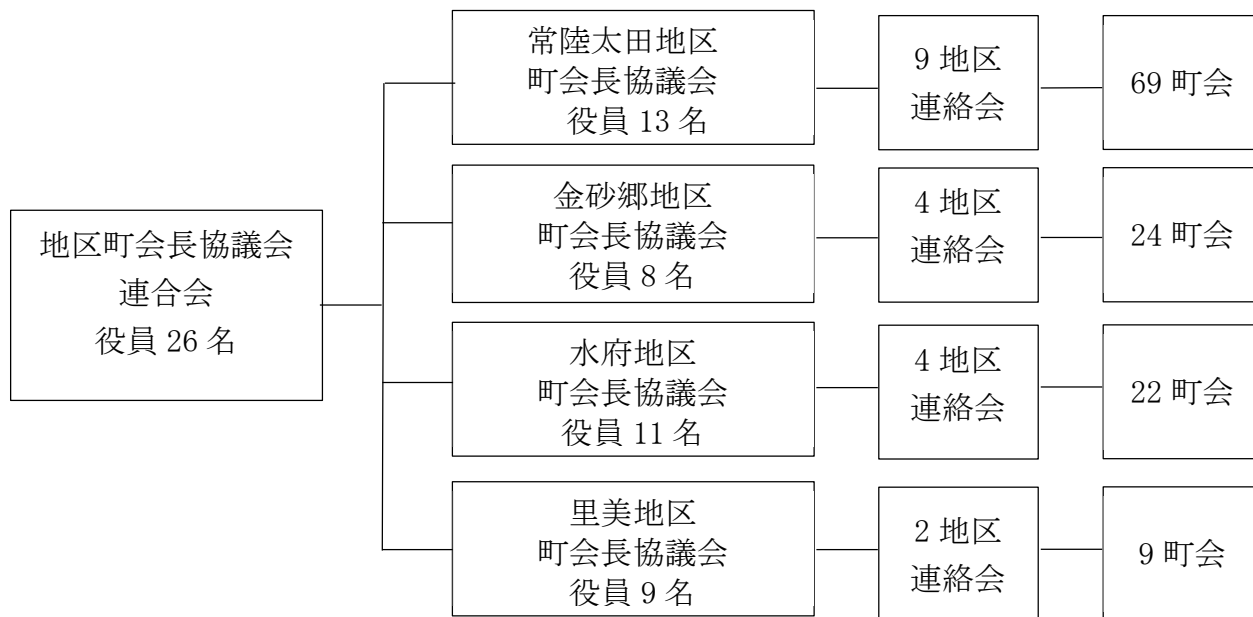 地区町会長協議会
連合会
役員 26 名
常陸太田地区
町会長協議会
役員 13 名
9 地区
連絡会
69 町会
金砂郷地区
町会長協議会
役員 8 名
4 地区
連絡会
24 町会
水府地区
町会長協議会
役員 11 名
4 地区
連絡会
22 町会
里美地区
町会長協議会
役員 9 名
2 地区
連絡会
9 町会